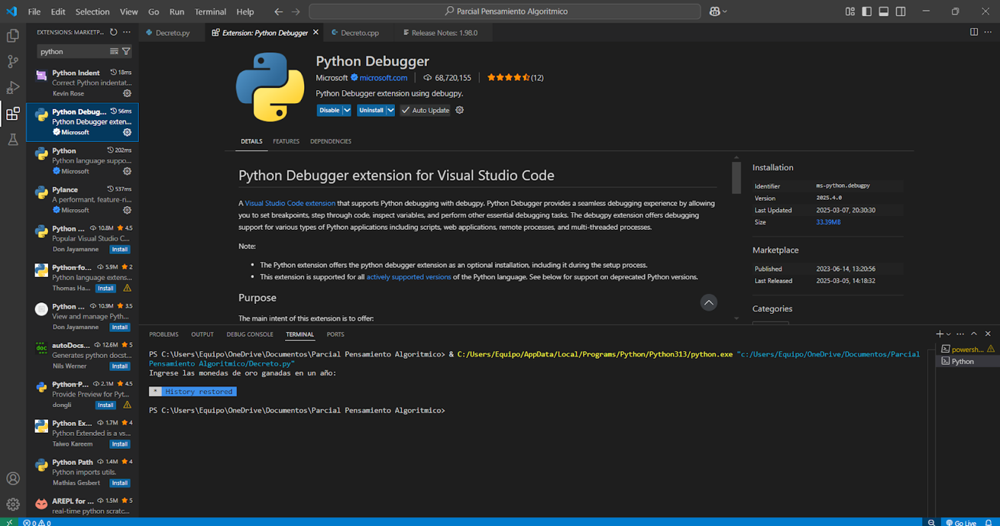 File Edit Selection View Go Run Terminal Help
Parcial Pensamiento Algoritmico
EXTENSIONS: MARKETP...
python
Python Indent 18ms
Correct Python indentat...
Kevin Rose
Python Debug... 56ms
Python Debugger exten...
Microsoft
Python 202ms
Python language suppo...
Microsoft
Pylance 537ms
A performant, feature-ri...
Microsoft
Python ... 10.8M 4.5
Popular Visual Studio C...
Don Jayamanne Install
Python fo... 5.9M 2
Python language extens...
Thomas Ha... Install
Python ... 10.9M 3.5
View and manage Pyth...
Don Jayamanne Install
autoDocs... 12.6M 5
Generates python docst...
Nils Werner Install
Python P... 2.1M 4.5
Provide Preview for Pyt...
dongli Install
Python Ex... 1.7M 4
Python Extended is a vs...
Taiwo Kareem Install
Python Path 1.4M 4
Python imports utils.
Mathias Gesbert Install
AREPL for ... 1.5M 5
real-time python scratc...
Decreto.py Extension: Python Debugger Decreto.cpp Release Notes: 1.98.0
Python Debugger
Microsoft microsoft.com 68,720,155 (12)
Python Debugger extension using debugpy.
Disable Uninstall Auto Update
DETAILS FEATURES DEPENDENCIES
Python Debugger extension for Visual Studio Code
A Visual Studio Code extension that supports Python debugging with debugpy. Python Debugger provides a seamless debugging experience by allowing
you to set breakpoints, step through code, inspect variables, and perform other essential debugging tasks. The debugpy extension offers debugging
support for various types of Python applications including scripts, web applications, remote processes, and multi-threaded processes.
Note:
• The Python extension offers the python debugger extension as an optional installation, including it during the setup process.
• This extension is supported for all actively supported versions of the Python language. See below for support on deprecated Python versions.
Purpose
The main intent of this extension is to offer:
Installation
Identifier ms-python.debugpy
Version 2025.4.0
Last Updated 2025-03-07, 20:30:30
Size 33.39MB
Marketplace
Published 2023-06-14, 13:20:56
Last Released 2025-03-05, 14:18:32
Categories
PROBLEMS OUTPUT DEBUG CONSOLE TERMINAL PORTS
PS C:\Users\Equipo\OneDrive\Documentos\Parcial Pensamiento Algoritmico> & C:/Users/Equipo/AppData/Local/Programs/Python/Python313/python.exe "c:/Users/Equipo/OneDrive/Documentos/Parcial
Pensamiento Algoritmico/Decreto.py"
Ingrese las monedas de oro ganadas en un año:
* History restored
PS C:\Users\Equipo\OneDrive\Documentos\Parcial Pensamiento Algoritmico>
powersh...
Python
0 0 0
Go Live